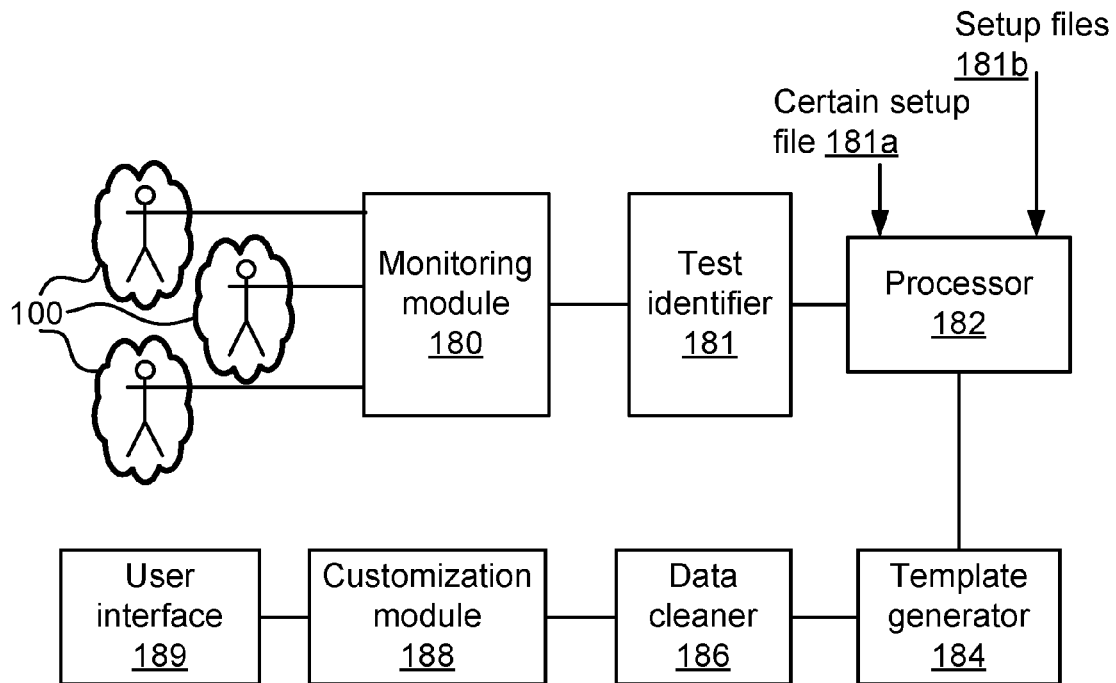 Setup files
181b
Certain setup
file 181a
100
Monitoring
module
180
Test
identifier
181
Processor
182
User
interface
189
Customization
module
188
Data
cleaner
186
Template
generator
184